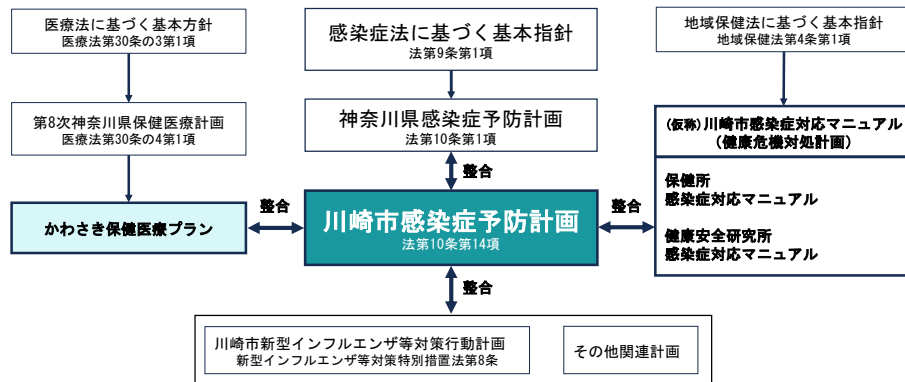 医療法に基づく基本方針
医療法第30条の3第1項
感染症法に基づく基本指針
法第9条第1項
地域保健法に基づく基本指針
地域保健法第4条第1項
第8次神奈川県保健医療計画
医療法第30条の4第1項
神奈川県感染症予防計画
法第10条第1項
(仮称)川崎市感染症対応マニュアル
(健康危機対処計画)
整合
保健所
感染症対応マニュアル
かわさき保健医療プラン
整合
川崎市感染症予防計画
法第10条第14項
整合
健康安全研究所
感染症対応マニュアル
整合
川崎市新型インフルエンザ等対策行動計画
新型インフルエンザ等対策特別措置法第8条
その他関連計画